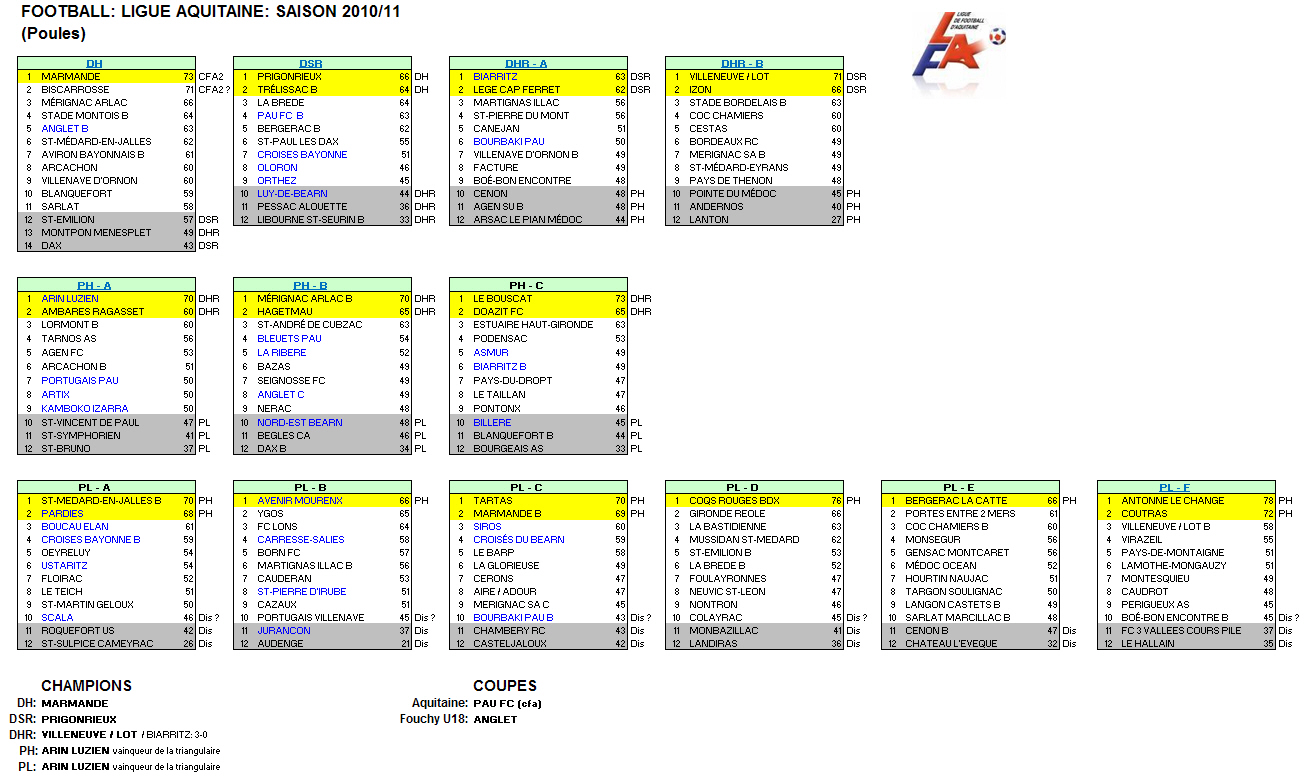 FOOTBALL: LIGUE AQUITAINE: SAISON 2010/11
(Poules)
LIGUE
DE FOOTBALL
D'AQUITAINE
LFA
DH
1 MARMANDE 73 CFA2
2 BISCARROSSE 71 CFA2 ?
3 MÉRIGNAC ARLAC 66
4 STADE MONTOIS B 64
5 ANGLET B 63
6 ST-MÉDARD-EN-JALLES 62
7 AVIRON BAYONNAIS B 61
8 ARCACHON 60
9 VILLENAVE D'ORNON 60
10 BLANQUEFORT 59
11 SARLAT 58
12 ST-EMILION 57 DSR
13 MONTPON MENESPLET 49 DHR
14 DAX 43 DSR
DSR
1 PRIGONRIEUX 66 DH
2 TRÉLISSAC B 64 DH
3 LA BREDE 64
4 PAU FC B 63
5 BERGERAC B 62
6 ST-PAUL LES DAX 55
7 CROISES BAYONNE 51
8 OLORON 46
9 ORTHEZ 45
10 LUY-DE-BEARN 44 DHR
11 PESSAC ALOUETTE 36 DHR
12 LIBOURNE ST-SEURIN B 33 DHR
DHR - A
1 BIARRITZ 63 DSR
2 LEGE CAP FERRET 62 DSR
3 MARTIGNAS ILLAC 56
4 ST-PIERRE DU MONT 56
5 CANEJAN 51
6 BOURBAKI PAU 50
7 VILLENAVE D'ORNON B 49
8 FACTURE 49
9 BOÉ-BON ENCONTRE 48
10 CENON 48 PH
11 AGEN SU B 48 PH
12 ARSAC LE PIAN MÉDOC 44 PH
DHR - B
1 VILLENEUVE / LOT 71 DSR
2 IZON 66 DSR
3 STADE BORDELAIS B 63
4 COC CHAMIERS 60
5 CESTAS 60
6 BORDEAUX RC 49
7 MERIGNAC SA B 49
8 ST-MÉDARD-EYRANS 49
9 PAYS DE THENON 48
10 POINTE DU MÉDOC 45 PH
11 ANDERNOS 40 PH
12 LANTON 27 PH
PH - A
1 ARIN LUZIEN 70 DHR
2 AMBARES RAGASSET 60 DHR
3 LORMONT B 60
4 TARNOS AS 56
5 AGEN FC 53
6 ARCACHON B 51
7 PORTUGAIS PAU 50
8 ARTIX 50
9 KAMBOKO IZARRA 50
10 ST-VINCENT DE PAUL 47 PL
11 ST-SYMPHORIEN 41 PL
12 ST-BRUNO 37 PL
PH - B
1 MÉRIGNAC ARLAC B 70 DHR
2 HAGETMAU 65 DHR
3 ST-ANDRÉ DE CUBZAC 63
4 BLEUETS PAU 54
5 LA RIBERE 52
6 BAZAS 49
7 SEIGNOSSE FC 49
8 ANGLET C 49
9 NERAC 48
10 NORD-EST BEARN 48 PL
11 BEGLES CA 46 PL
12 DAX B 34 PL
PH - C
1 LE BOUSCAT 73 DHR
2 DOAZIT FC 65 DHR
3 ESTUAIRE HAUT-GIRONDE 63
4 PODENSAC 53
5 ASMUR 49
6 BIARRITZ B 49
7 PAYS-DU-DROPT 47
8 LE TAILLAN 47
9 PONTONX 46
10 BILLERE 45 PL
11 BLANQUEFORT B 44 PL
12 BOURGEAIS AS 33 PL
PL - A
1 ST-MEDARD-EN-JALLES B 70 PH
2 PARDIES 68 PH
3 BOUCAU ELAN 61
4 CROISES BAYONNE B 59
5 OEYRELUY 54
6 USTARITZ 54
7 FLOIRAC 52
8 LE TEICH 51
9 ST-MARTIN GELOUX 50
10 SCALA 46 Dis ?
11 ROQUEFORT US 42 Dis
12 ST-SULPICE CAMEYRAC 26 Dis
PL - B
1 AVENIR MOURENX 66 PH
2 YGOS 65
3 FC LONS 64
4 CARRESSE-SALIES 58
5 BORN FC 57
6 MARTIGNAS ILLAC B 56
7 CAUDERAN 53
8 ST-PIERRE D'IRUBE 51
9 CAZAUX 51
10 PORTUGAIS VILLENAVE 45 Dis ?
11 JURANCON 37 Dis
12 AUDENGE 21 Dis
PL - C
1 TARTAS 70 PH
2 MARMANDE B 69 PH
3 SIROS 60
4 CROISÉS DU BEARN 59
5 LE BARP 58
6 LA GLORIEUSE 49
7 CERONS 47
8 AIRE / ADOUR 47
9 MERIGNAC SA C 45
10 BOURBAKI PAU B 43 Dis ?
11 CHAMBERY RC 43 Dis
12 CASTELJALOUX 42 Dis
PL - D
1 COQS ROUGES BDX 76 PH
2 GIRONDE REOLE 66
3 LA BASTIDIENNE 63
4 MUSSIDAN ST-MEDARD 62
5 ST-EMILION B 53
6 LA BREDE B 52
7 FOULAYRONNES 47
8 NEUVIC ST-LEON 47
9 NONTRON 46
10 COLAYRAC 45 Dis ?
11 MONBAZILLAC 41 Dis
12 LANDIRAS 36 Dis
PL - E
1 BERGERAC LA CATTE 66 PH
2 PORTES ENTRE 2 MERS 61
3 COC CHAMIERS B 60
4 MONSEGUR 56
5 GENSAC MONTCARET 56
6 MÉDOC OCEAN 52
7 HOURTIN NAUJAC 51
8 TARGON SOULIGNAC 50
9 LANGON CASTETS B 49
10 SARLAT MARCILLAC B 48
11 CENON B 47 Dis
12 CHATEAU L'EVEQUE 32 Dis
PL - F
1 ANTONNE LE CHANGE 78 PH
2 COUTRAS 72 PH
3 VILLENEUVE / LOT B 58
4 VIRAZEIL 55
5 PAYS-DE-MONTAIGNE 51
6 LAMOTHE-MONGAUZY 51
7 MONTESQUIEU 49
8 CAUDROT 48
9 PERIGUEUX AS 45
10 BOÉ-BON ENCONTRE B 45 Dis ?
11 FC 3 VALLEES COURS PILE 37 Dis
12 LE HALLAIN 35 Dis
CHAMPIONS
DH: MARMANDE
DSR: PRIGONRIEUX
DHR: VILLENEUVE / LOT / BIARRITZ: 3-0
PH: ARIN LUZIEN vainqueur de la triangulaire
PL: ARIN LUZIEN vainqueur de la triangulaire
COUPES
Aquitaine: PAU FC (cfa)
Fouchy U18: ANGLET